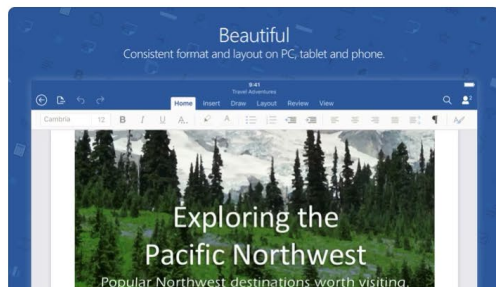 Beautiful
Consistent format and layout on PC, tablet and phone.
9:41
Travel Adventures
Home Insert Draw Layout Review View
2
Cambria 12 B I U A A
Exploring the
Pacific Northwest
Popular Northwest destinations worth visiting.